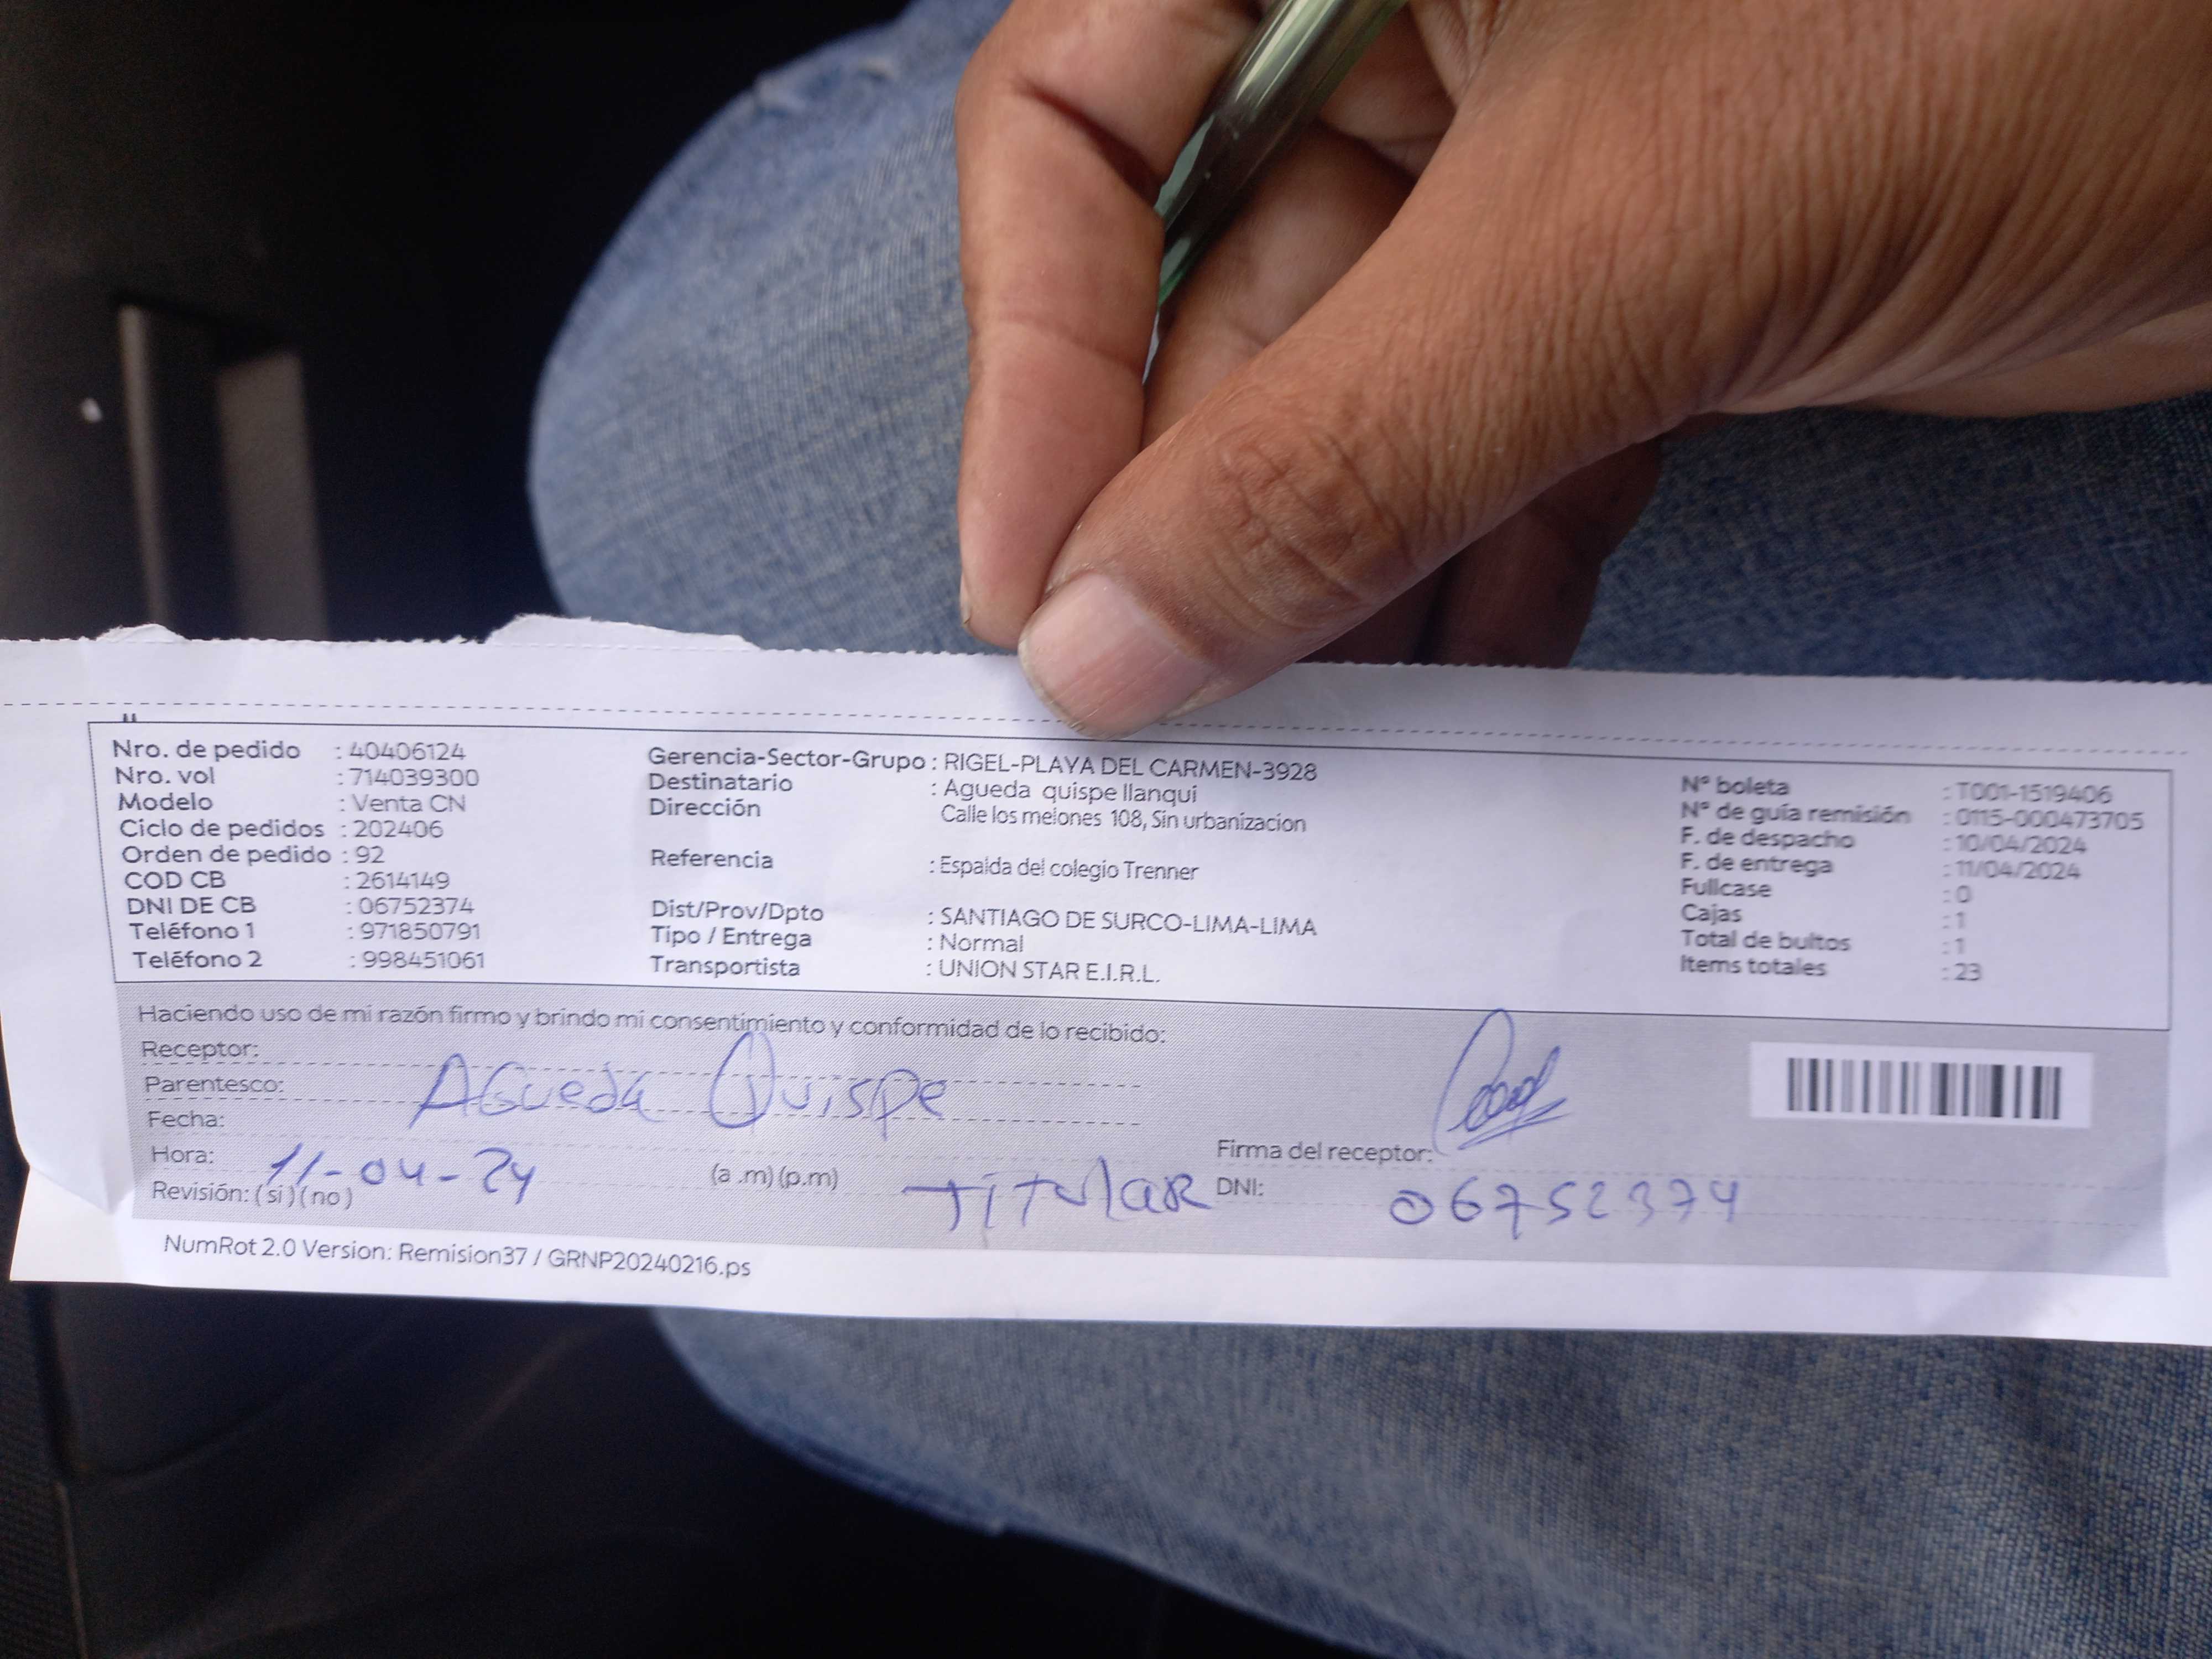 Nro. de pedido : 40406124
Nro. vol : 714039300
Modelo : Venta CN
Ciclo de pedidos : 202406
Orden de pedido : 92
COD CB : 2614149
DNI DE CB : 06752374
Teléfono 1 : 971850791
Teléfono 2 : 998451061
Gerencia-Sector-Grupo : RIGEL-PLAYA DEL CARMEN-3928
Destinatario : Agueda quispe llanqui
Dirección Calle los melones 108, Sin urbanizacion
Referencia : Espalda del colegio Trenner
Dist/Prov/Dpto : SANTIAGO DE SURCO-LIMA-LIMA
Tipo / Entrega : Normal
Transportista : UNION STAR E.I.R.L.
N° boleta : T001-1519406
N° de guía remisión : 0115-000473705
F. de despacho : 10/04/2024
F. de entrega : 11/04/2024
Fullcase : 0
Cajas : 1
Total de bultos : 1
Items totales : 23
Haciendo uso de mi razón firmo y brindo mi consentimiento y conformidad de lo recibido:
Receptor:
Parentesco: AGueda Quispe
Fecha:
Hora: 11-04-24 (a .m) (p.m) Titular
Revisión: ( si ) ( no )
Firma del receptor:
DNI: 06752374
NumRot 2.0 Version: Remision37 / GRNP20240216.ps